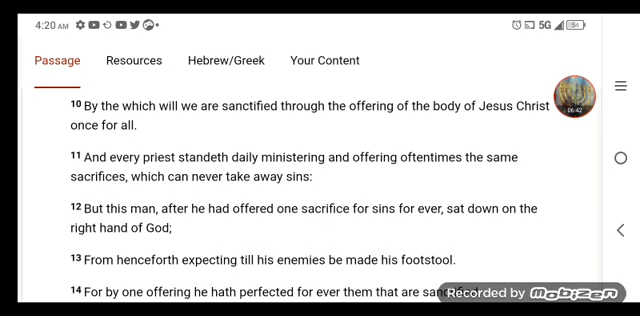 4:20 AM 5G 54
Passage Resources Hebrew/Greek Your Content
10 By the which will we are sanctified through the offering of the body of Jesus Christ
once for all.
06:42
11 And every priest standeth daily ministering and offering oftentimes the same
sacrifices, which can never take away sins:
12 But this man, after he had offered one sacrifice for sins for ever, sat down on the
right hand of God;
13 From henceforth expecting till his enemies be made his footstool.
14 For by one offering he hath perfected for ever them that are sanctified.
Recorded by Mobizen